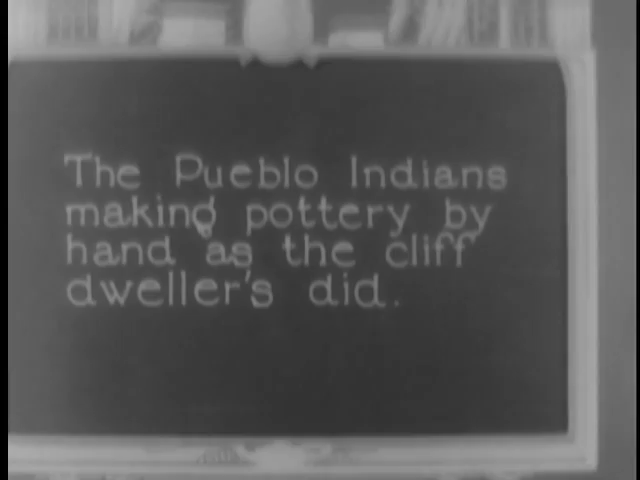 The Pueblo Indians
making pottery by
hand as the cliff
dweller's did.